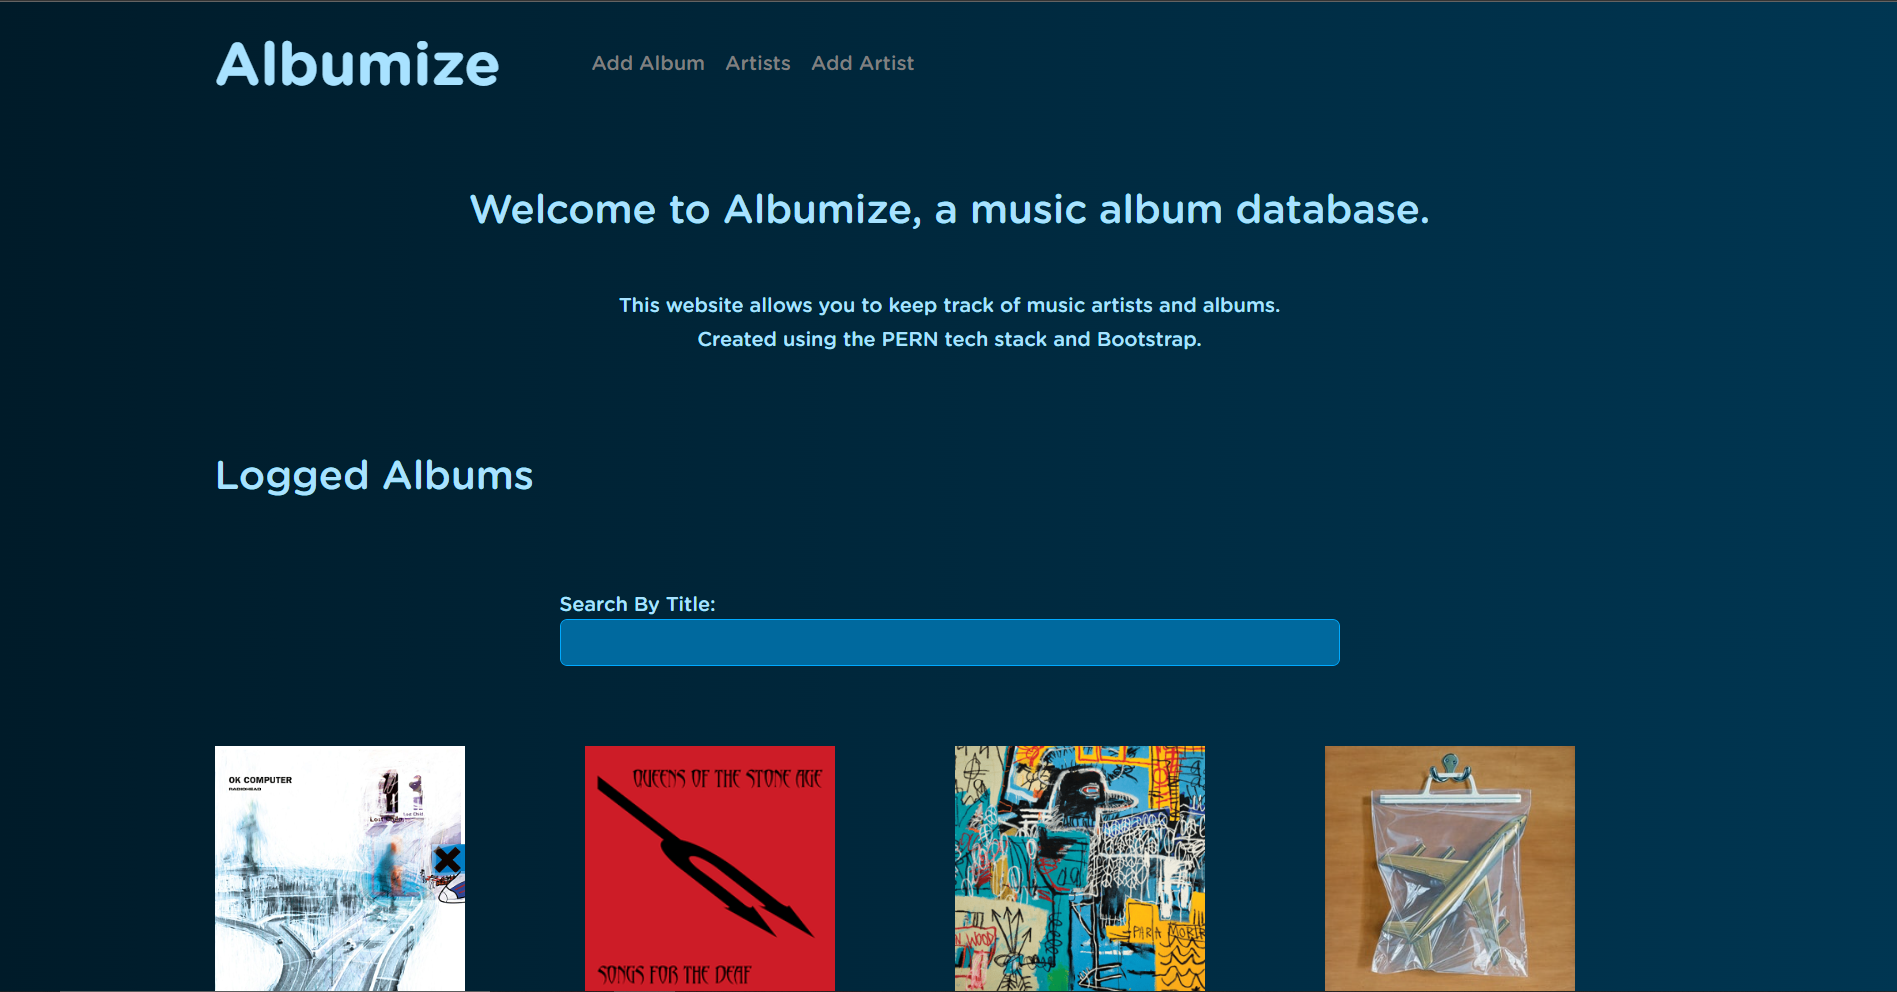 Albumize
Add Album
Artists
Add Artist
Welcome to Albumize, a music album database.
This website allows you to keep track of music artists and albums.
Created using the PERN tech stack and Bootstrap.
Logged Albums
Search By Title:
OK COMPUTER
RADIOHEAD
QUEENS OF THE STONE AGE
SONGS FOR THE DEAF
PARA